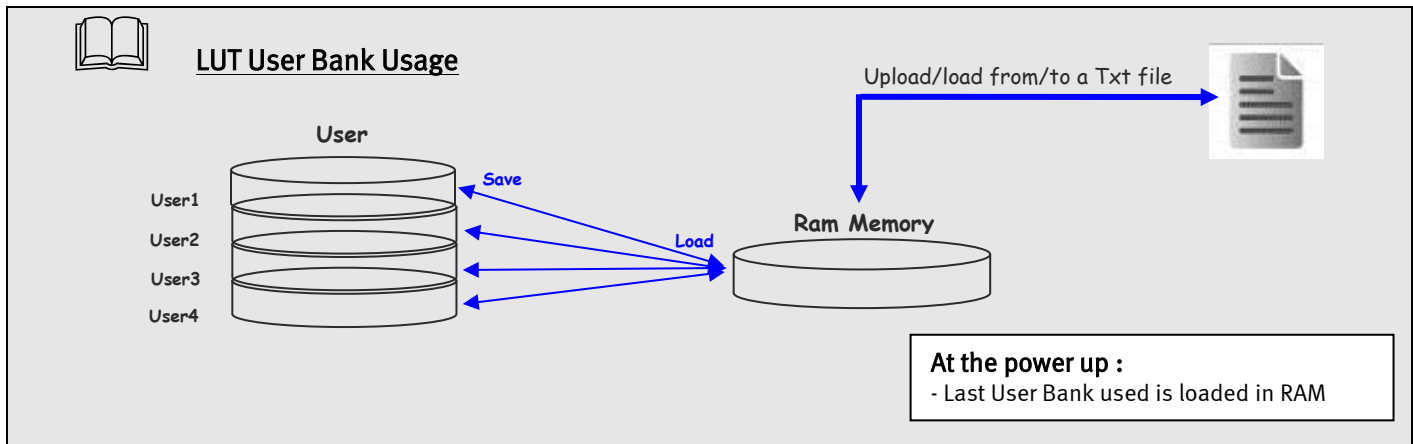 LUT User Bank Usage
Upload/load from/to a Txt file
User
User1
User2
User3
User4
Save
Load
Ram Memory
At the power up :
- Last User Bank used is loaded in RAM